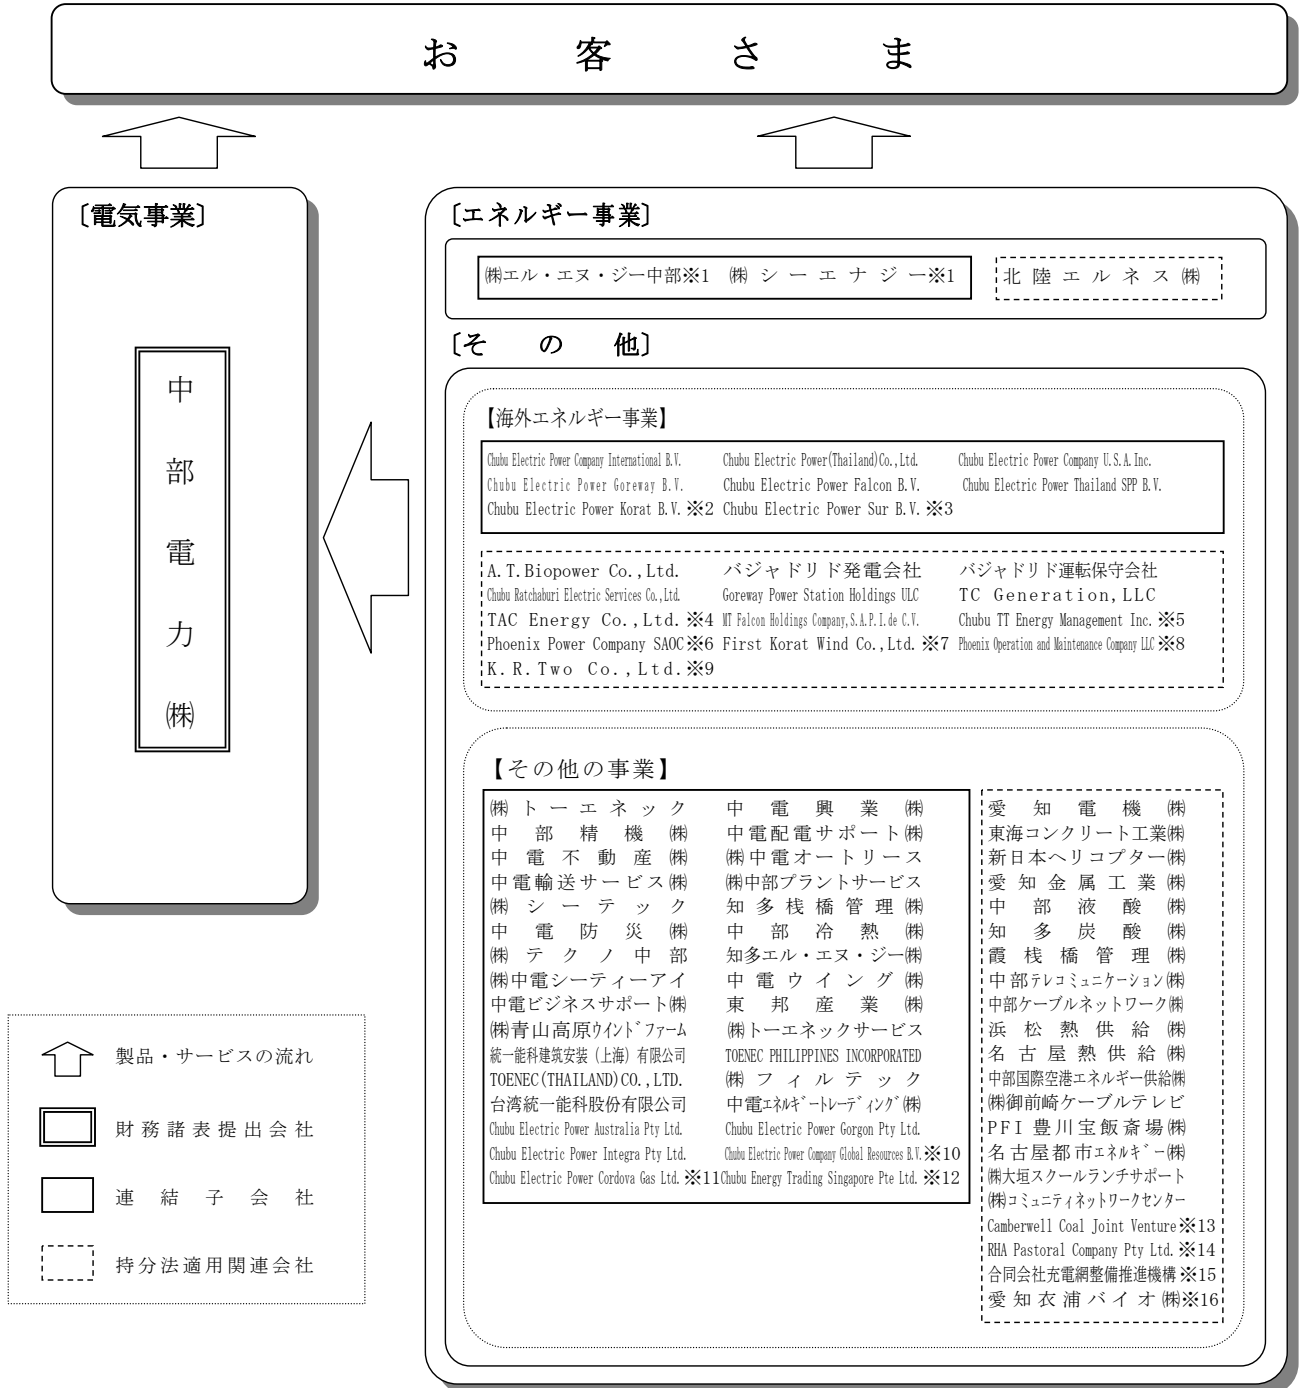 お客さま
〔電気事業〕
中部電力㈱
〔エネルギー事業〕
㈱エル・エヌ・ジー中部※1 ㈱シーエナジー※1
北陸エルネス㈱
〔その他〕
【海外エネルギー事業】
Chubu Electric Power Company International B.V. Chubu Electric Power(Thailand)Co.,Ltd. Chubu Electric Power Company U.S.A.Inc.
Chubu Electric Power Goreway B.V. Chubu Electric Power Falcon B.V. Chubu Electric Power Thailand SPP B.V.
Chubu Electric Power Korat B.V.※2 Chubu Electric Power Sur B.V.※3
A.T.Biopower Co.,Ltd. バジャドリド発電会社 バジャドリド運転保守会社
Chubu Ratchaburi Electric Services Co.,Ltd. Goreway Power Station Holdings ULC TC Generation,LLC
TAC Energy Co.,Ltd.※4 MT Falcon Holdings Company,S.A.P.I.de C.V. Chubu TT Energy Management Inc.※5
Phoenix Power Company SAOC※6 First Korat Wind Co.,Ltd.※7 Phoenix Operation and Maintenance Company LLC※8
K.R.Two Co.,Ltd.※9
【その他の事業】
㈱トーエネック 中電興業㈱
中部精機㈱ 中電配電サポート㈱
中電不動産㈱ ㈱中電オートリース
中電輸送サービス㈱ ㈱中部プラントサービス
㈱シーテック 知多桟橋管理㈱
中電防災㈱ 中部冷熱㈱
㈱テクノ中部 知多エル・エヌ・ジー㈱
㈱中電シーティーアイ 中電ウイング㈱
中電ビジネスサポート㈱ 東邦産業㈱
㈱青山高原ウインドファーム ㈱トーエネックサービス
統一能科建筑安装（上海）有限公司 TOENEC PHILIPPINES INCORPORATED
TOENEC(THAILAND)CO.,LTD. ㈱フィルテック
台湾統一能科股份有限公司 中電エネルギートレーディング㈱
Chubu Electric Power Australia Pty Ltd. Chubu Electric Power Gorgon Pty Ltd.
Chubu Electric Power Integra Pty Ltd. Chubu Electric Power Company Global Resources B.V.※10
Chubu Electric Power Cordova Gas Ltd.※11 Chubu Energy Trading Singapore Pte Ltd.※12
愛知電機㈱
東海コンクリート工業㈱
新日本ヘリコプター㈱
愛知金属工業㈱
中部液酸㈱
知多炭酸㈱
霞桟橋管理㈱
中部テレコミュニケーション㈱
中部ケーブルネットワーク㈱
浜松熱供給㈱
名古屋熱供給㈱
中部国際空港エネルギー供給㈱
㈱御前崎ケーブルテレビ
PFI豊川宝飯斎場㈱
名古屋都市エネルギー㈱
㈱大垣スクールランチサポート
㈱コミュニティネットワークセンター
Camberwell Coal Joint Venture※13
RHA Pastoral Company Pty Ltd.※14
合同会社充電網整備推進機構※15
愛知衣浦バイオ㈱※16
製品・サービスの流れ
財務諸表提出会社
連結子会社
持分法適用関連会社